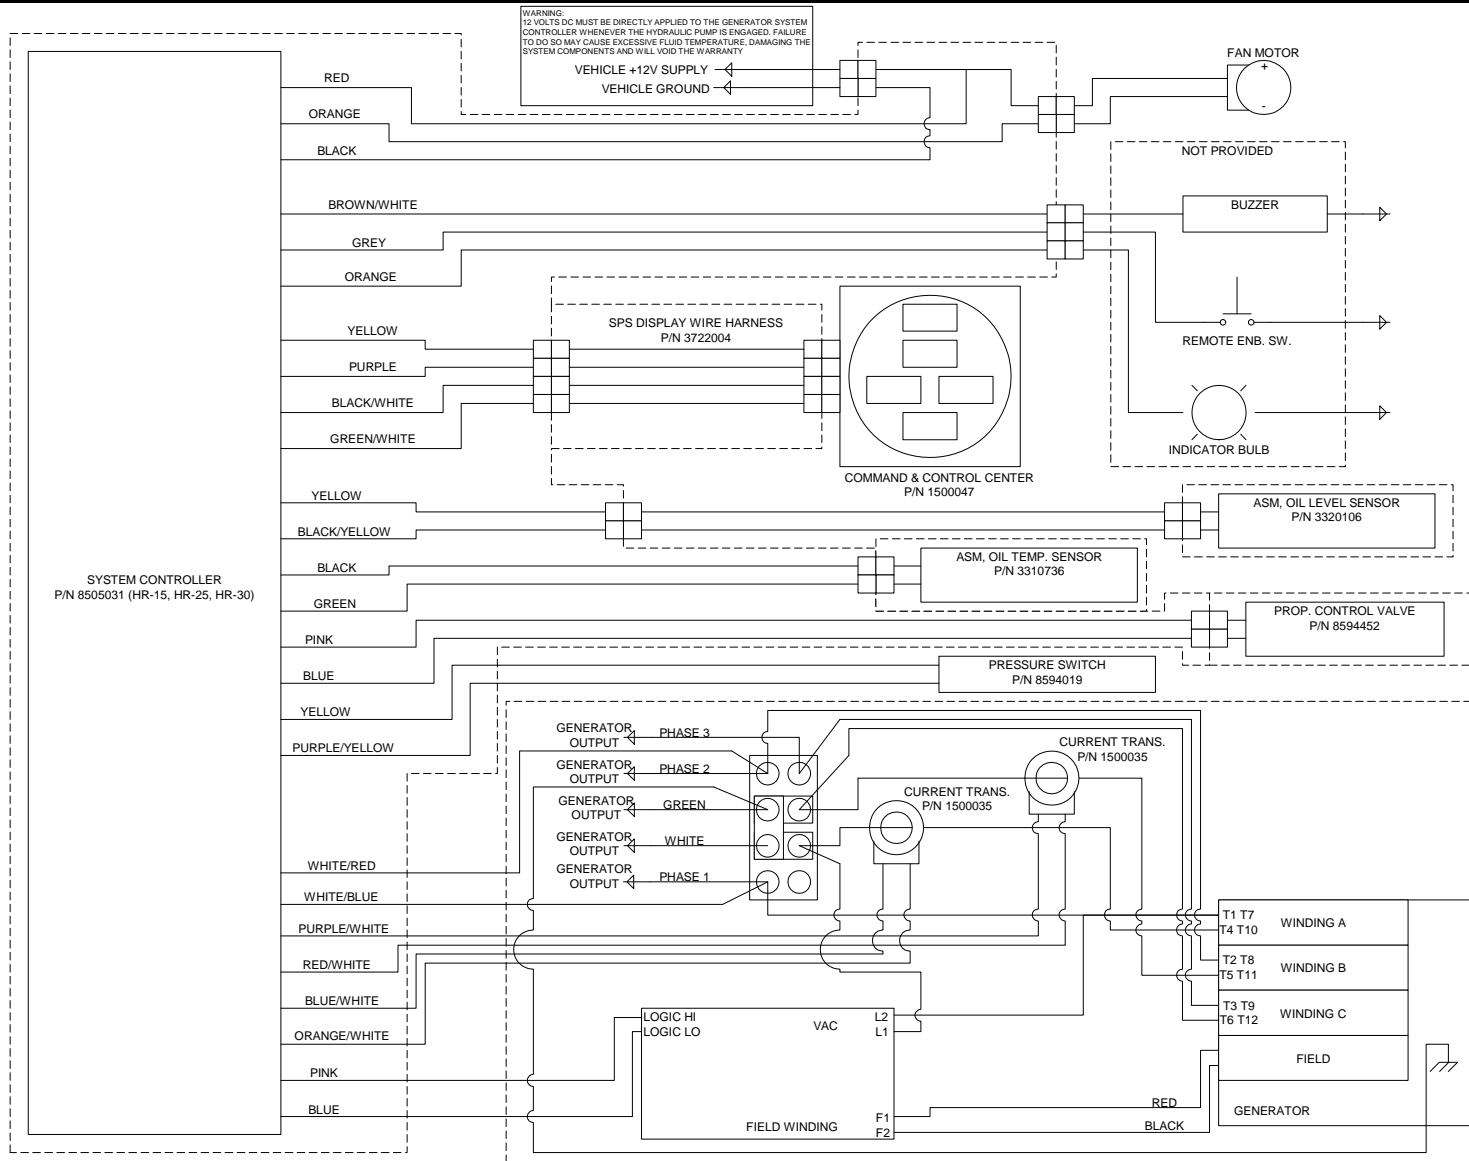 WARNING:
12 VOLTS DC MUST BE DIRECTLY APPLIED TO THE GENERATOR SYSTEM
CONTROLLER WHENEVER THE HYDRAULIC PUMP IS ENGAGED. FAILURE
TO DO SO MAY CAUSE EXCESSIVE FLUID TEMPERATURE, DAMAGING THE
SYSTEM COMPONENTS AND WILL VOID THE WARRANTY
VEHICLE +12V SUPPLY
VEHICLE GROUND
FAN MOTOR
+
-
RED
ORANGE
BLACK
NOT PROVIDED
BROWN/WHITE
BUZZER
GREY
ORANGE
SPS DISPLAY WIRE HARNESS
P/N 3722004
YELLOW
REMOTE ENB. SW.
PURPLE
BLACK/WHITE
GREEN/WHITE
INDICATOR BULB
COMMAND & CONTROL CENTER
P/N 1500047
YELLOW
ASM, OIL LEVEL SENSOR
P/N 3320106
BLACK/YELLOW
BLACK
ASM, OIL TEMP. SENSOR
P/N 3310736
SYSTEM CONTROLLER
P/N 8505031 (HR-15, HR-25, HR-30)
GREEN
PROP. CONTROL VALVE
P/N 8594452
PINK
PRESSURE SWITCH
P/N 8594019
BLUE
YELLOW
PURPLE/YELLOW
GENERATOR
OUTPUT
PHASE 3
GENERATOR
OUTPUT
PHASE 2
GENERATOR
OUTPUT
GREEN
GENERATOR
OUTPUT
WHITE
GENERATOR
OUTPUT
PHASE 1
CURRENT TRANS.
P/N 1500035
CURRENT TRANS.
P/N 1500035
WHITE/RED
WHITE/BLUE
PURPLE/WHITE
RED/WHITE
BLUE/WHITE
ORANGE/WHITE
PINK
BLUE
T1 T7
T4 T10
WINDING A
T2 T8
T5 T11
WINDING B
T3 T9
T6 T12
WINDING C
FIELD
GENERATOR
LOGIC HI
LOGIC LO
VAC
L2
L1
FIELD WINDING
F1
F2
RED
BLACK